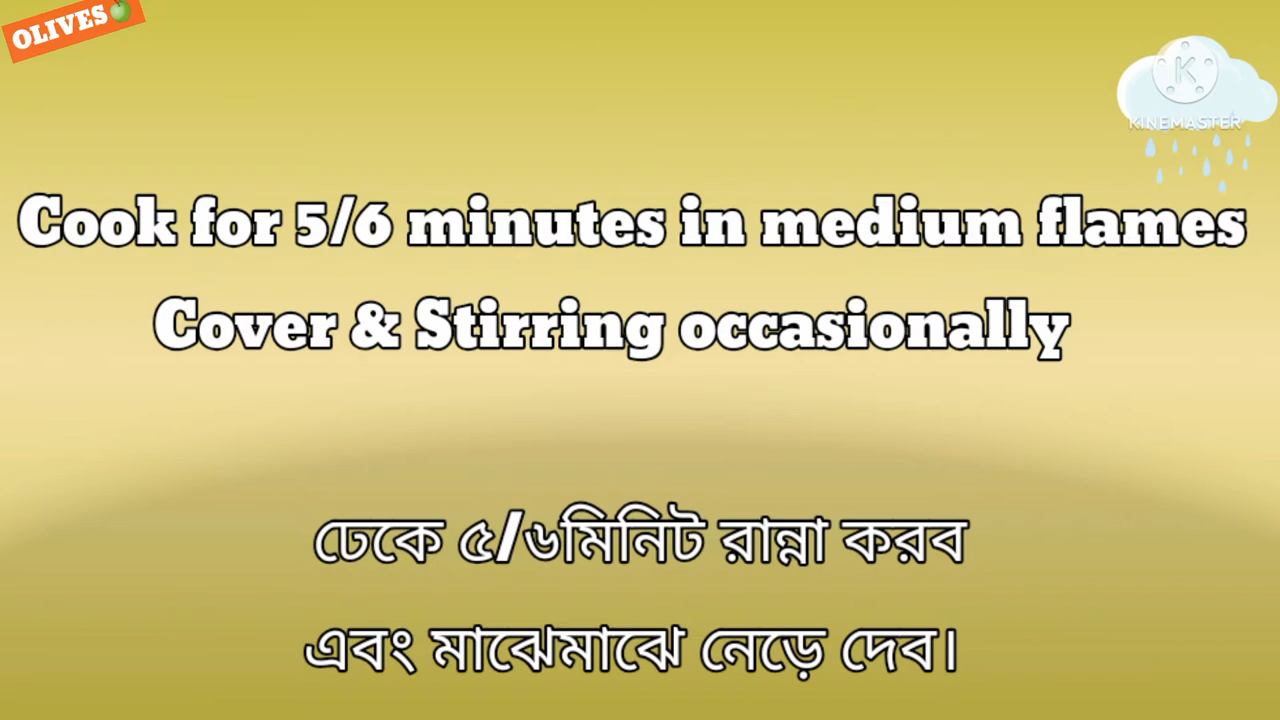 OLIVES
KINEMASTER
Cook for 5/6 minutes in medium flames
Cover & Stirring occasionally
ঢেকে ৫/৬মিনিট রান্না করব
এবং মাঝেমাঝে নেড়ে দেব।